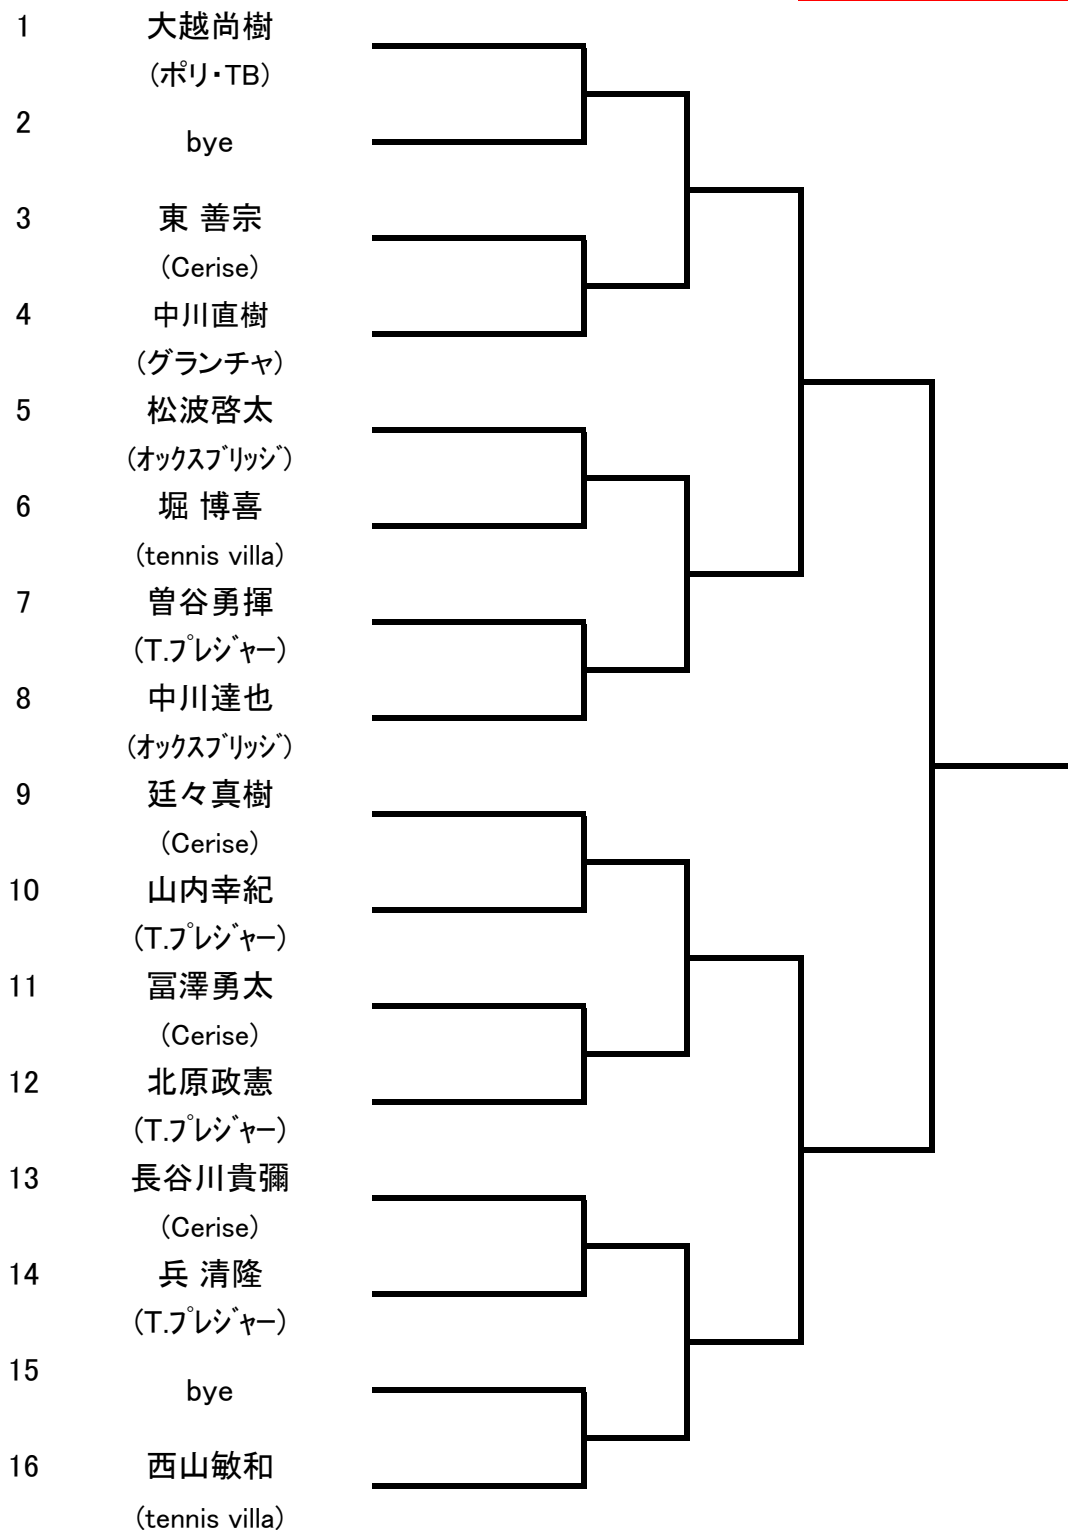 1 大越尚樹
(ポリ・TB)
2
bye
3 東 善宗
(Cerise)
4 中川直樹
(グランチャ)
5 松波啓太
(オックスブリッジ)
6 堀 博喜
(tennis villa)
7 曽谷勇揮
(T.プレジャー)
8 中川達也
(オックスブリッジ)
9 廷々真樹
(Cerise)
10 山内幸紀
(T.プレジャー)
11 冨澤勇太
(Cerise)
12 北原政憲
(T.プレジャー)
13 長谷川貴彌
(Cerise)
14 兵 清隆
(T.プレジャー)
15
bye
16 西山敏和
(tennis villa)